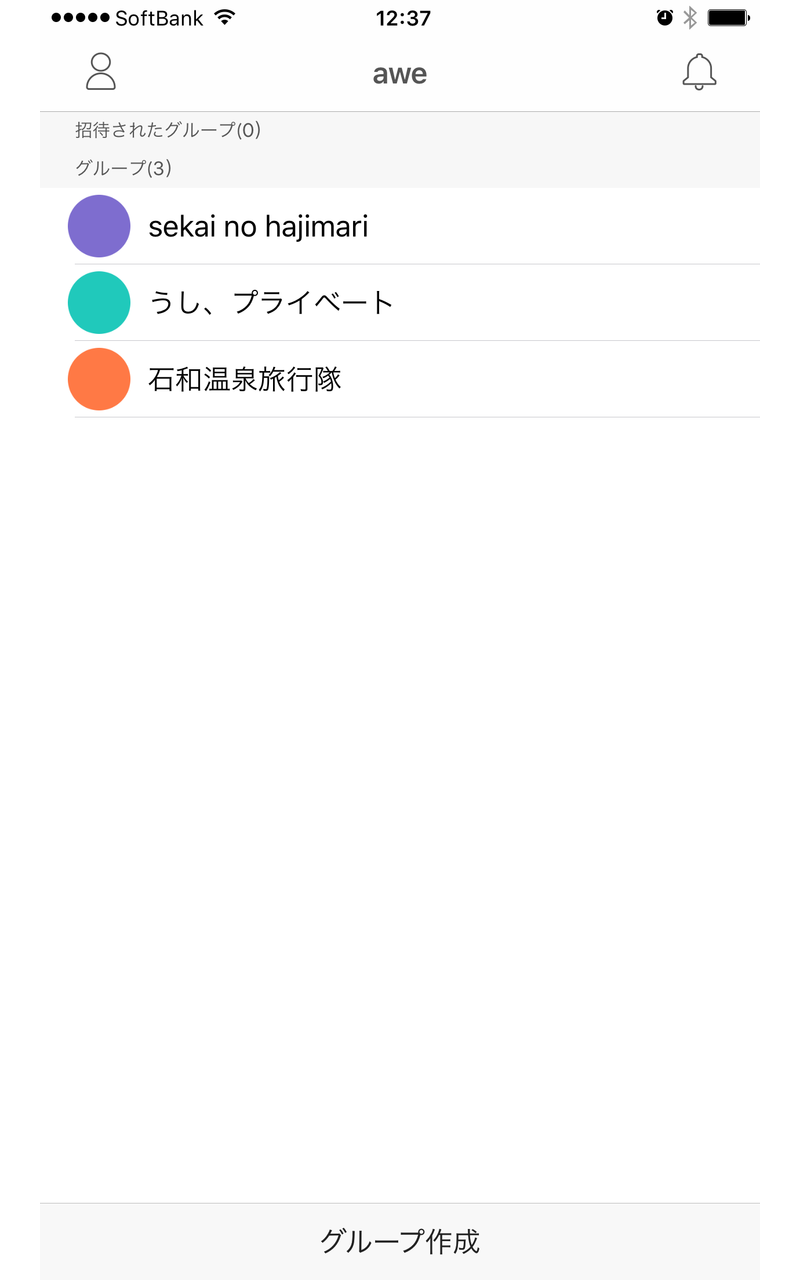 SoftBank 12:37
awe
招待されたグループ(0)
グループ(3)
sekai no hajimari
うし、プライベート
石和温泉旅行隊
グループ作成